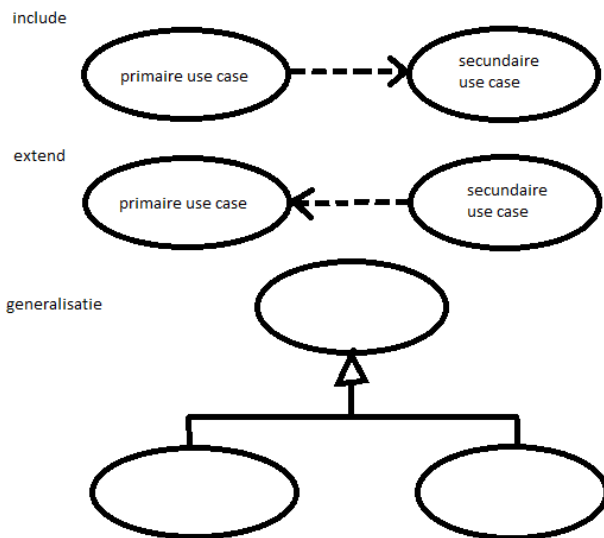 include
primaire use case
secundaire
use case
extend
primaire use case
secundaire
use case
generalisatie